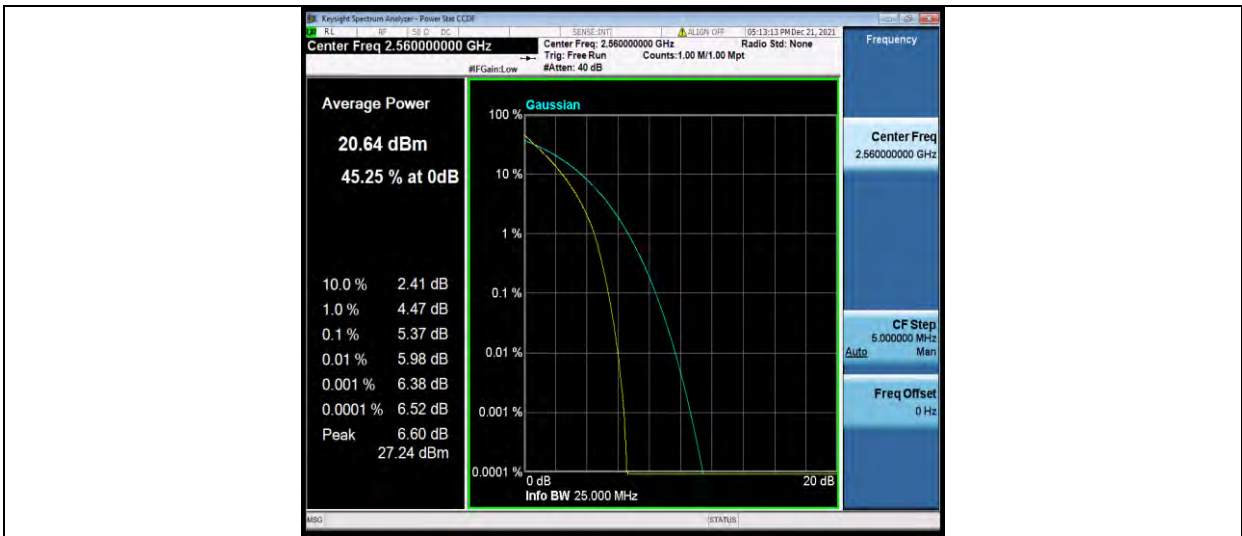 Keysight Spectrum Analyzer - Power Stat CCDF
RL RF 50 Ω DC SENSE:INT ALIGN OFF 05:13:13 PM Dec 21, 2021
Center Freq 2.560000000 GHz
Center Freq: 2.560000000 GHz Radio Std: None
Trig: Free Run Counts:1.00 M/1.00 Mpt
#IFGain:Low #Atten: 40 dB
Frequency
Average Power
20.64 dBm
45.25 % at 0dB
10.0 % 2.41 dB
1.0 % 4.47 dB
0.1 % 5.37 dB
0.01 % 5.98 dB
0.001 % 6.38 dB
0.0001 % 6.52 dB
Peak 6.60 dB
27.24 dBm
Gaussian
100 %
10 %
1 %
0.1 %
0.01 %
0.001 %
0.0001 %
0 dB 20 dB
Info BW 25.000 MHz
Center Freq
2.560000000 GHz
CF Step
5.000000 MHz
Auto Man
Freq Offset
0 Hz
MSG STATUS